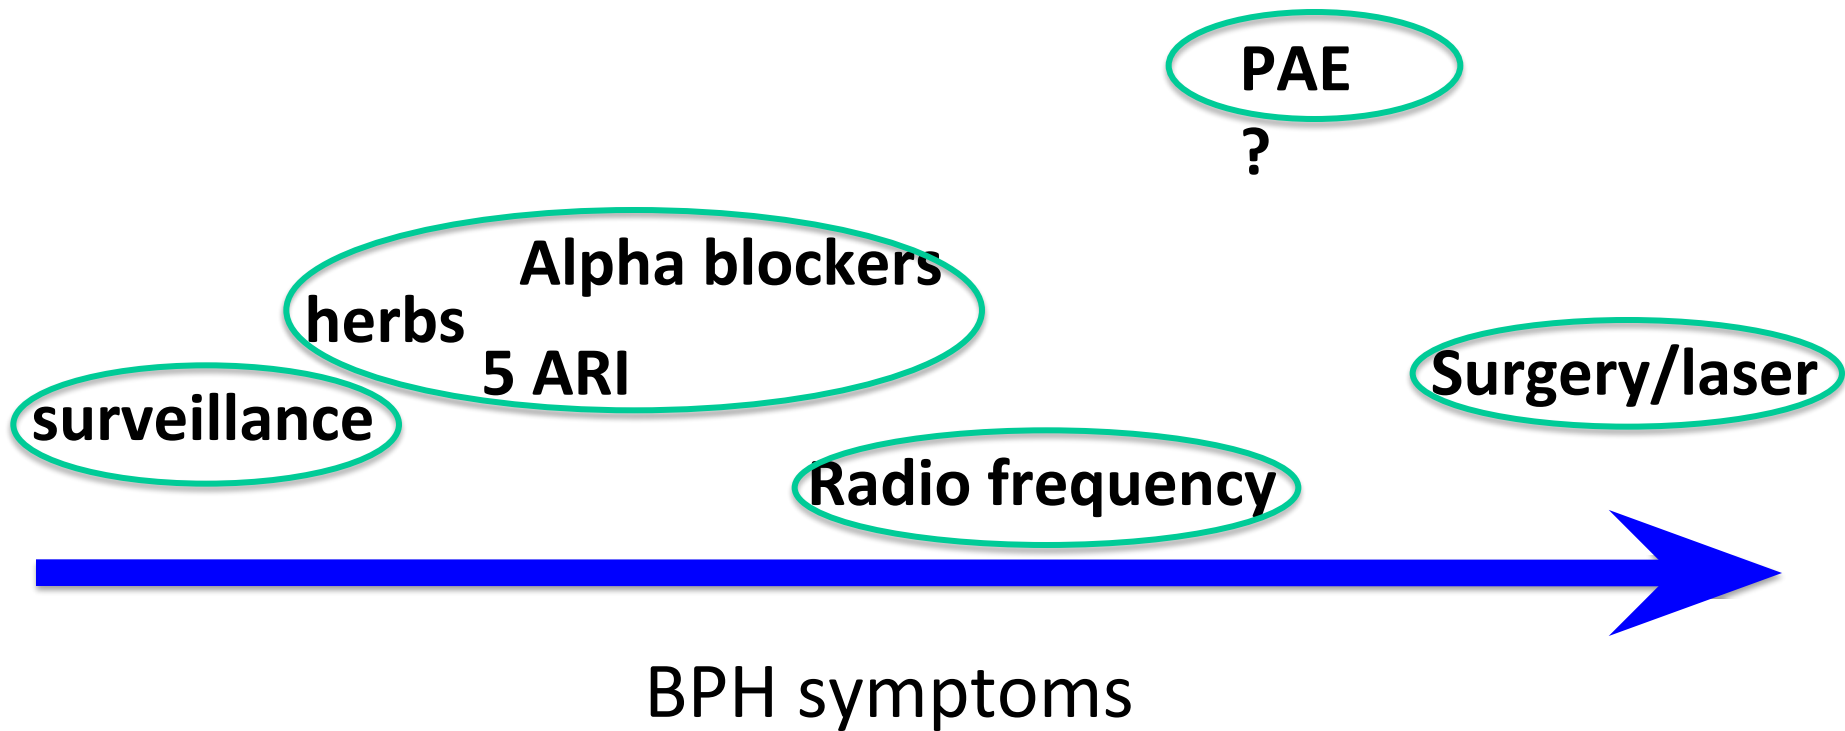 PAE
?
Alpha blockers
herbs
5 ARI
surveillance
Surgery/laser
Radio frequency
BPH symptoms